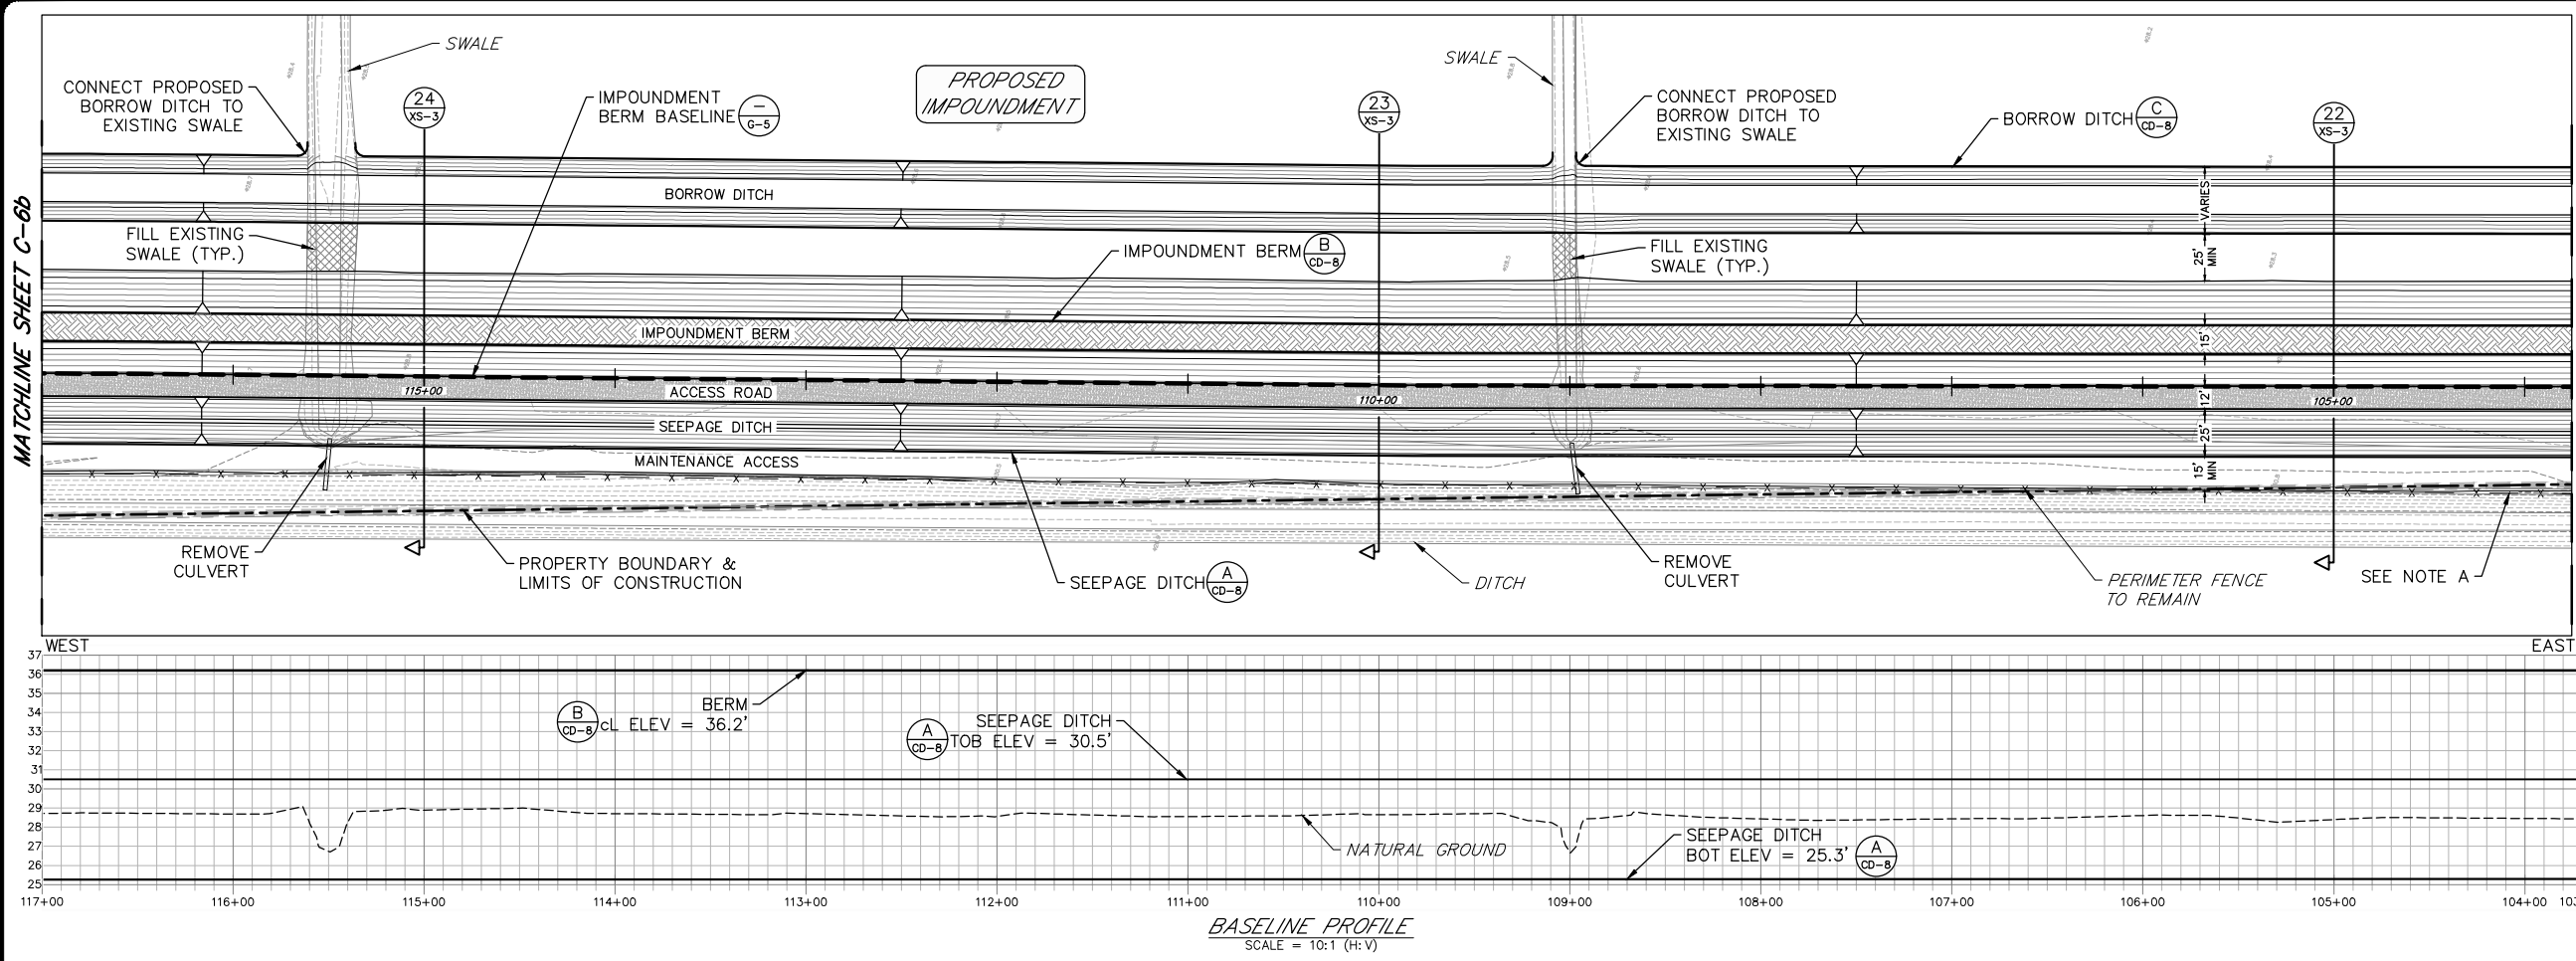 SWALE
SWALE
PROPOSED
IMPOUNDMENT
CONNECT PROPOSED
BORROW DITCH TO
EXISTING SWALE
24
XS-3
IMPOUNDMENT
BERM BASELINE
—
G-5
23
XS-3
CONNECT PROPOSED
BORROW DITCH TO
EXISTING SWALE
BORROW DITCH
C
CD-8
22
XS-3
MATCHLINE SHEET C-6b
BORROW DITCH
VARIES
FILL EXISTING
SWALE (TYP.)
IMPOUNDMENT BERM
B
CD-8
FILL EXISTING
SWALE (TYP.)
25'
MIN
IMPOUNDMENT BERM
15'
115+00
ACCESS ROAD
110+00
12'
105+00
SEEPAGE DITCH
25'
MAINTENANCE ACCESS
15'
MIN
REMOVE
CULVERT
PROPERTY BOUNDARY &
LIMITS OF CONSTRUCTION
SEEPAGE DITCH
A
CD-8
DITCH
REMOVE
CULVERT
PERIMETER FENCE
TO REMAIN
SEE NOTE A
WEST
EAST
37
36
35
34
33
32
31
30
29
28
27
26
25
BERM
cL ELEV = 36.2'
B
CD-8
SEEPAGE DITCH
TOB ELEV = 30.5'
A
CD-8
NATURAL GROUND
SEEPAGE DITCH
BOT ELEV = 25.3'
A
CD-8
117+00
116+00
115+00
114+00
113+00
112+00
111+00
110+00
109+00
108+00
107+00
106+00
105+00
104+00
BASELINE PROFILE
SCALE = 10:1 (H:V)